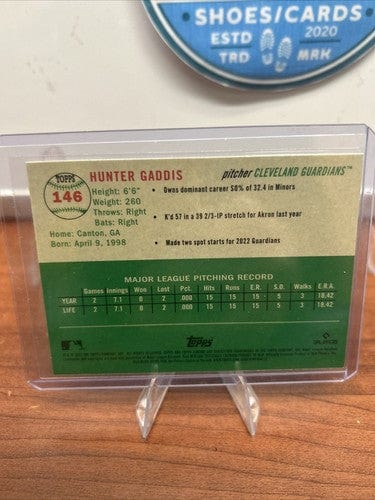 SHOES/CARDS
ESTD 2020
TRD MRK
TOPPS
146
HUNTER GADDIS
pitcher CLEVELAND GUARDIANS™
Height: 6'6"
Weight: 260
Throws: Right
Bats: Right
Home: Canton, GA
Born: April 9, 1998
• Owns dominant career SO% of 32.4 in Minors
• K'd 57 in a 39 2/3-IP stretch for Akron last year
• Made two spot starts for 2022 Guardians
MAJOR LEAGUE PITCHING RECORD
Games Innings Won Lost Pct. Hits Runs E.R. S.O. Walks E.R.A.
YEAR 2 7.1 0 2 .000 15 15 15 5 3 18.42
LIFE 2 7.1 0 2 .000 15 15 15 5 3 18.42
TOPPS